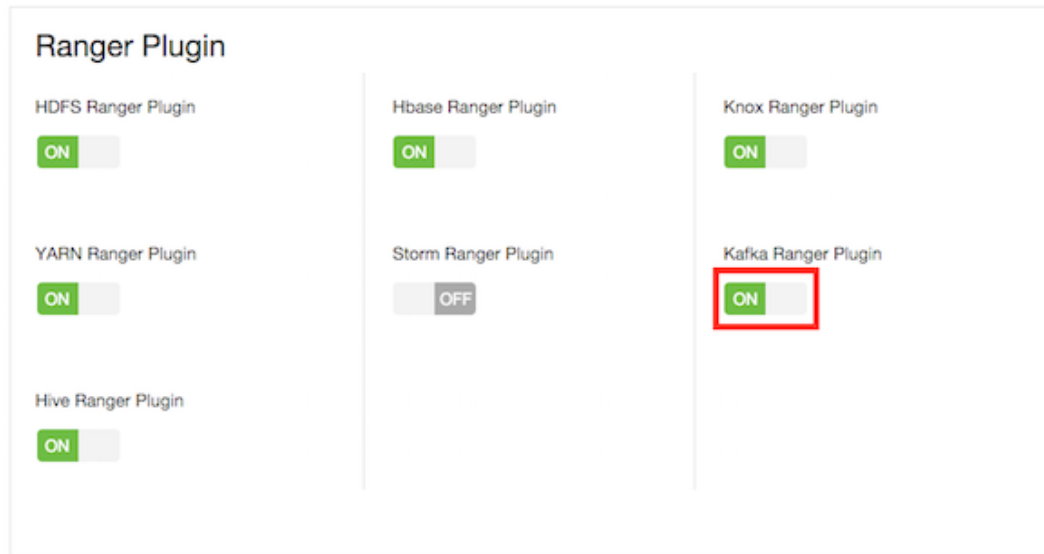 Ranger Plugin
HDFS Ranger Plugin
Hbase Ranger Plugin
Knox Ranger Plugin
ON
ON
ON
YARN Ranger Plugin
Storm Ranger Plugin
Kafka Ranger Plugin
ON
OFF
ON
Hive Ranger Plugin
ON